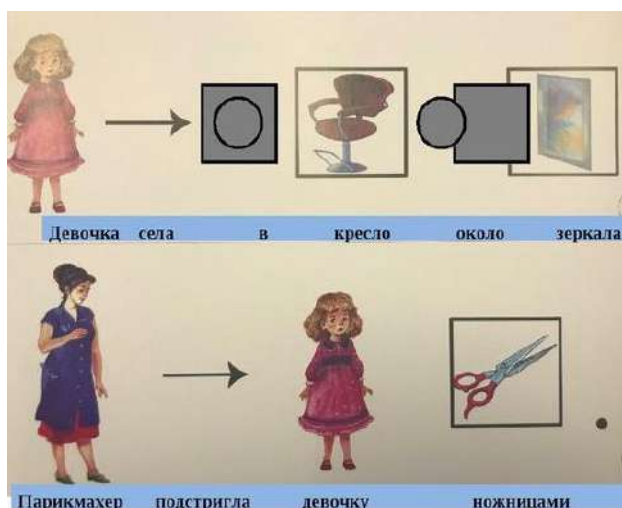 Девочка села в кресло около зеркала
Парикмахер подстригла девочку ножницами